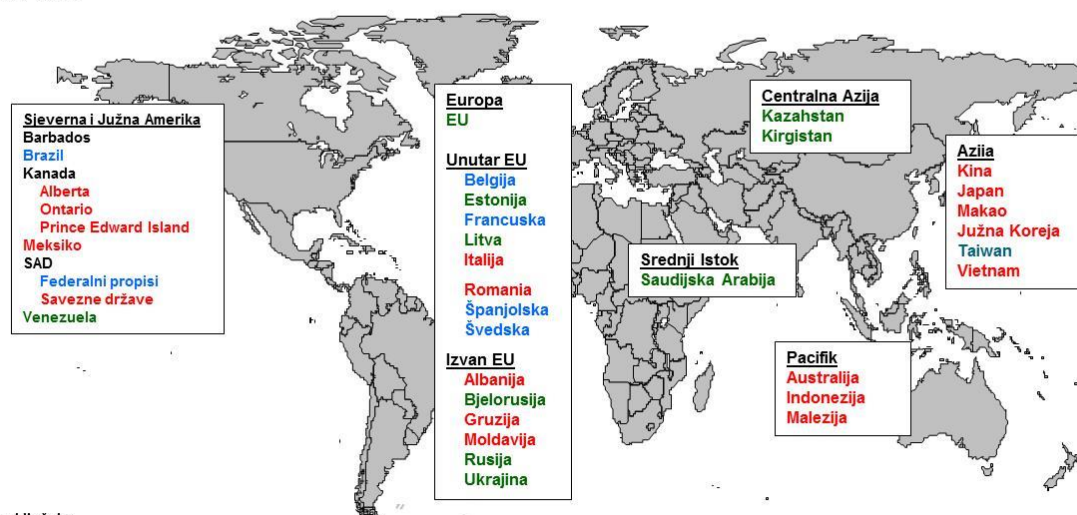 Sjeverna i Južna Amerika
Barbados
Brazil
Kanada
Alberta
Ontario
Prince Edward Island
Meksiko
SAD
Federalni propisi
Savezne države
Venezuela
Europa
EU
Unutar EU
Belgija
Estonija
Francuska
Litva
Italija
Romania
Španjolska
Švedska
Izvan EU
Albanija
Bjelorusija
Gruzija
Moldavija
Rusija
Ukrajina
Centralna Azija
Kazahstan
Kirgistan
Srednji Istok
Saudijska Arabija
Aziia
Kina
Japan
Makao
Južna Koreja
Taiwan
Vietnam
Pacifik
Australija
Indonezija
Malezija